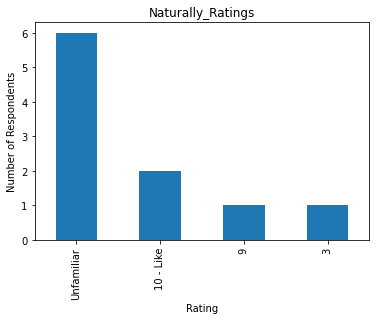 Naturally_Ratings
Number of Respondents
6
5
4
3
2
1
0
Unfamiliar
10 - Like
9
3
Rating